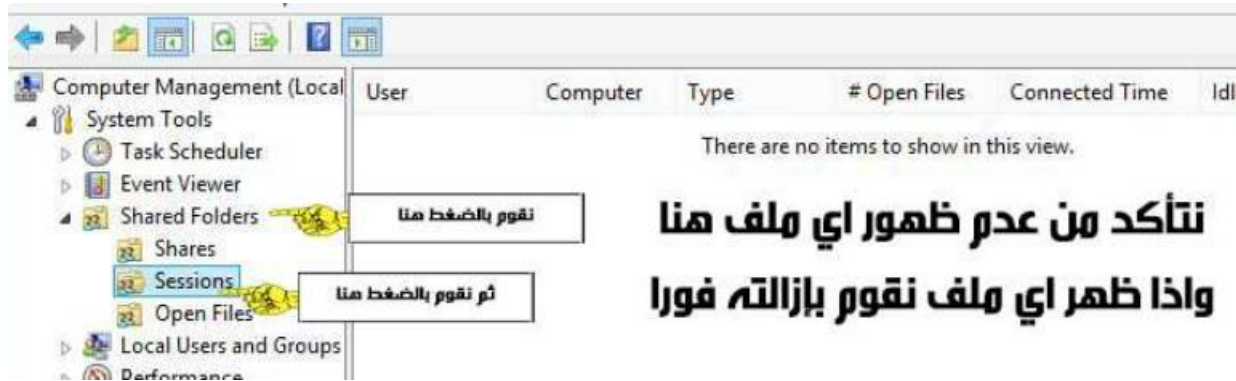 Computer Management (Local
System Tools
Task Scheduler
Event Viewer
Shared Folders
Shares
Sessions
Open Files
Local Users and Groups
Performance
User Computer Type # Open Files Connected Time Idl
There are no items to show in this view.
نقوم بالضغط هنا
ثم نقوم بالضغط هنا
نتأكد من عدم ظهور اي ملف هنا
واذا ظهر اي ملف نقوم بإزالته فورا